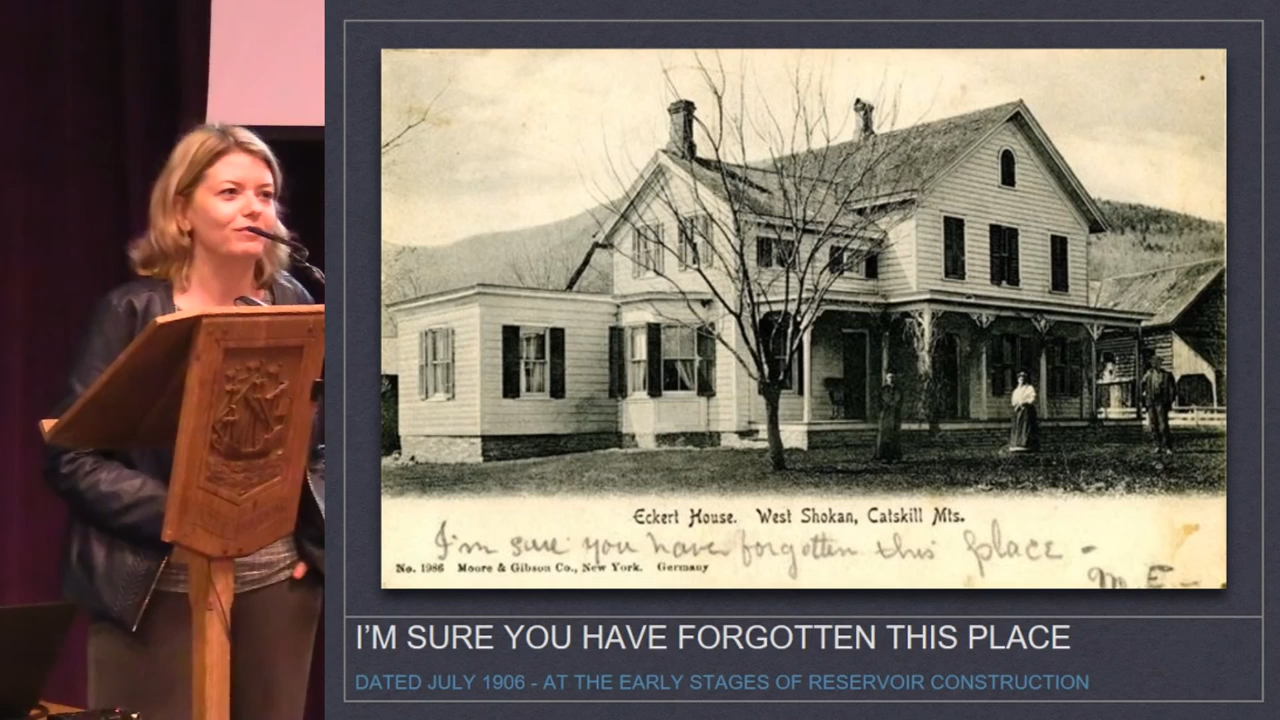 Eckert House. West Shokan, Catskill Mts.
I'm sure you have forgotten this place -
No. 1986 Moore & Gibson Co., New York. Germany
M. E. -
I'M SURE YOU HAVE FORGOTTEN THIS PLACE
DATED JULY 1906 - AT THE EARLY STAGES OF RESERVOIR CONSTRUCTION